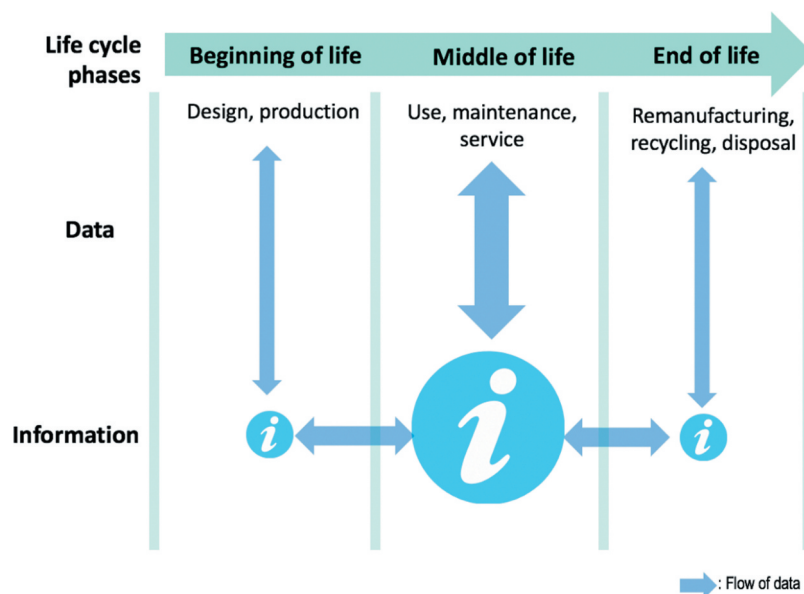 Life cycle
phases
Beginning of life
Middle of life
End of life
Design, production
Use, maintenance,
service
Remanufacturing,
recycling, disposal
Data
Information
i
i
i
: Flow of data